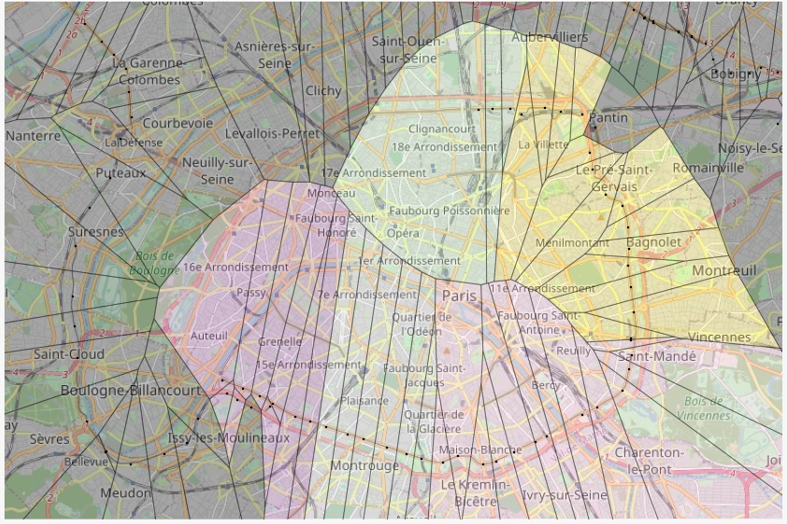 Colombes
Drancy
2b
20
Saint-Ouen-
sur-Seine
Aubervilliers
Asnières-sur-
Seine
La Garenne-
Colombes
Bobigny
Clichy
Pantin
Courbevoie
Levallois-Perret
Clignancourt
Nanterre
La Défense
18e Arrondissement
La Villette
Noisy-le-Se
Neuilly-sur-
Seine
Puteaux
17e Arrondissement
Le Pré-Saint-
Gervais
Romainville
Monceau
Faubourg Saint-
Honoré
Faubourg Poissonnière
Suresnes
Opéra
Ménilmontant
Bagnolet
Bois de
Boulogne
16e Arrondissement
1er Arrondissement
Montreuil
Passy
7e Arrondissement
Paris
11e Arrondissement
Quartier de
l'Odéon
Faubourg Saint-
Antoine
Auteuil
Grenelle
Vincennes
Saint-Cloud
Reuilly
Saint-Mandé
15e Arrondissement
Faubourg Saint-
Jacques
Boulogne-Billancourt
Bercy
Plaisance
Bois de
Vincennes
Quartier de
la Glacière
ay
Sèvres
Issy-les-Moulineaux
Maison-Blanche
Bellevue
Montrouge
Charenton-
le-Pont
Joi
Meudon
Le Kremlin-
Bicêtre
Ivry-sur-Seine